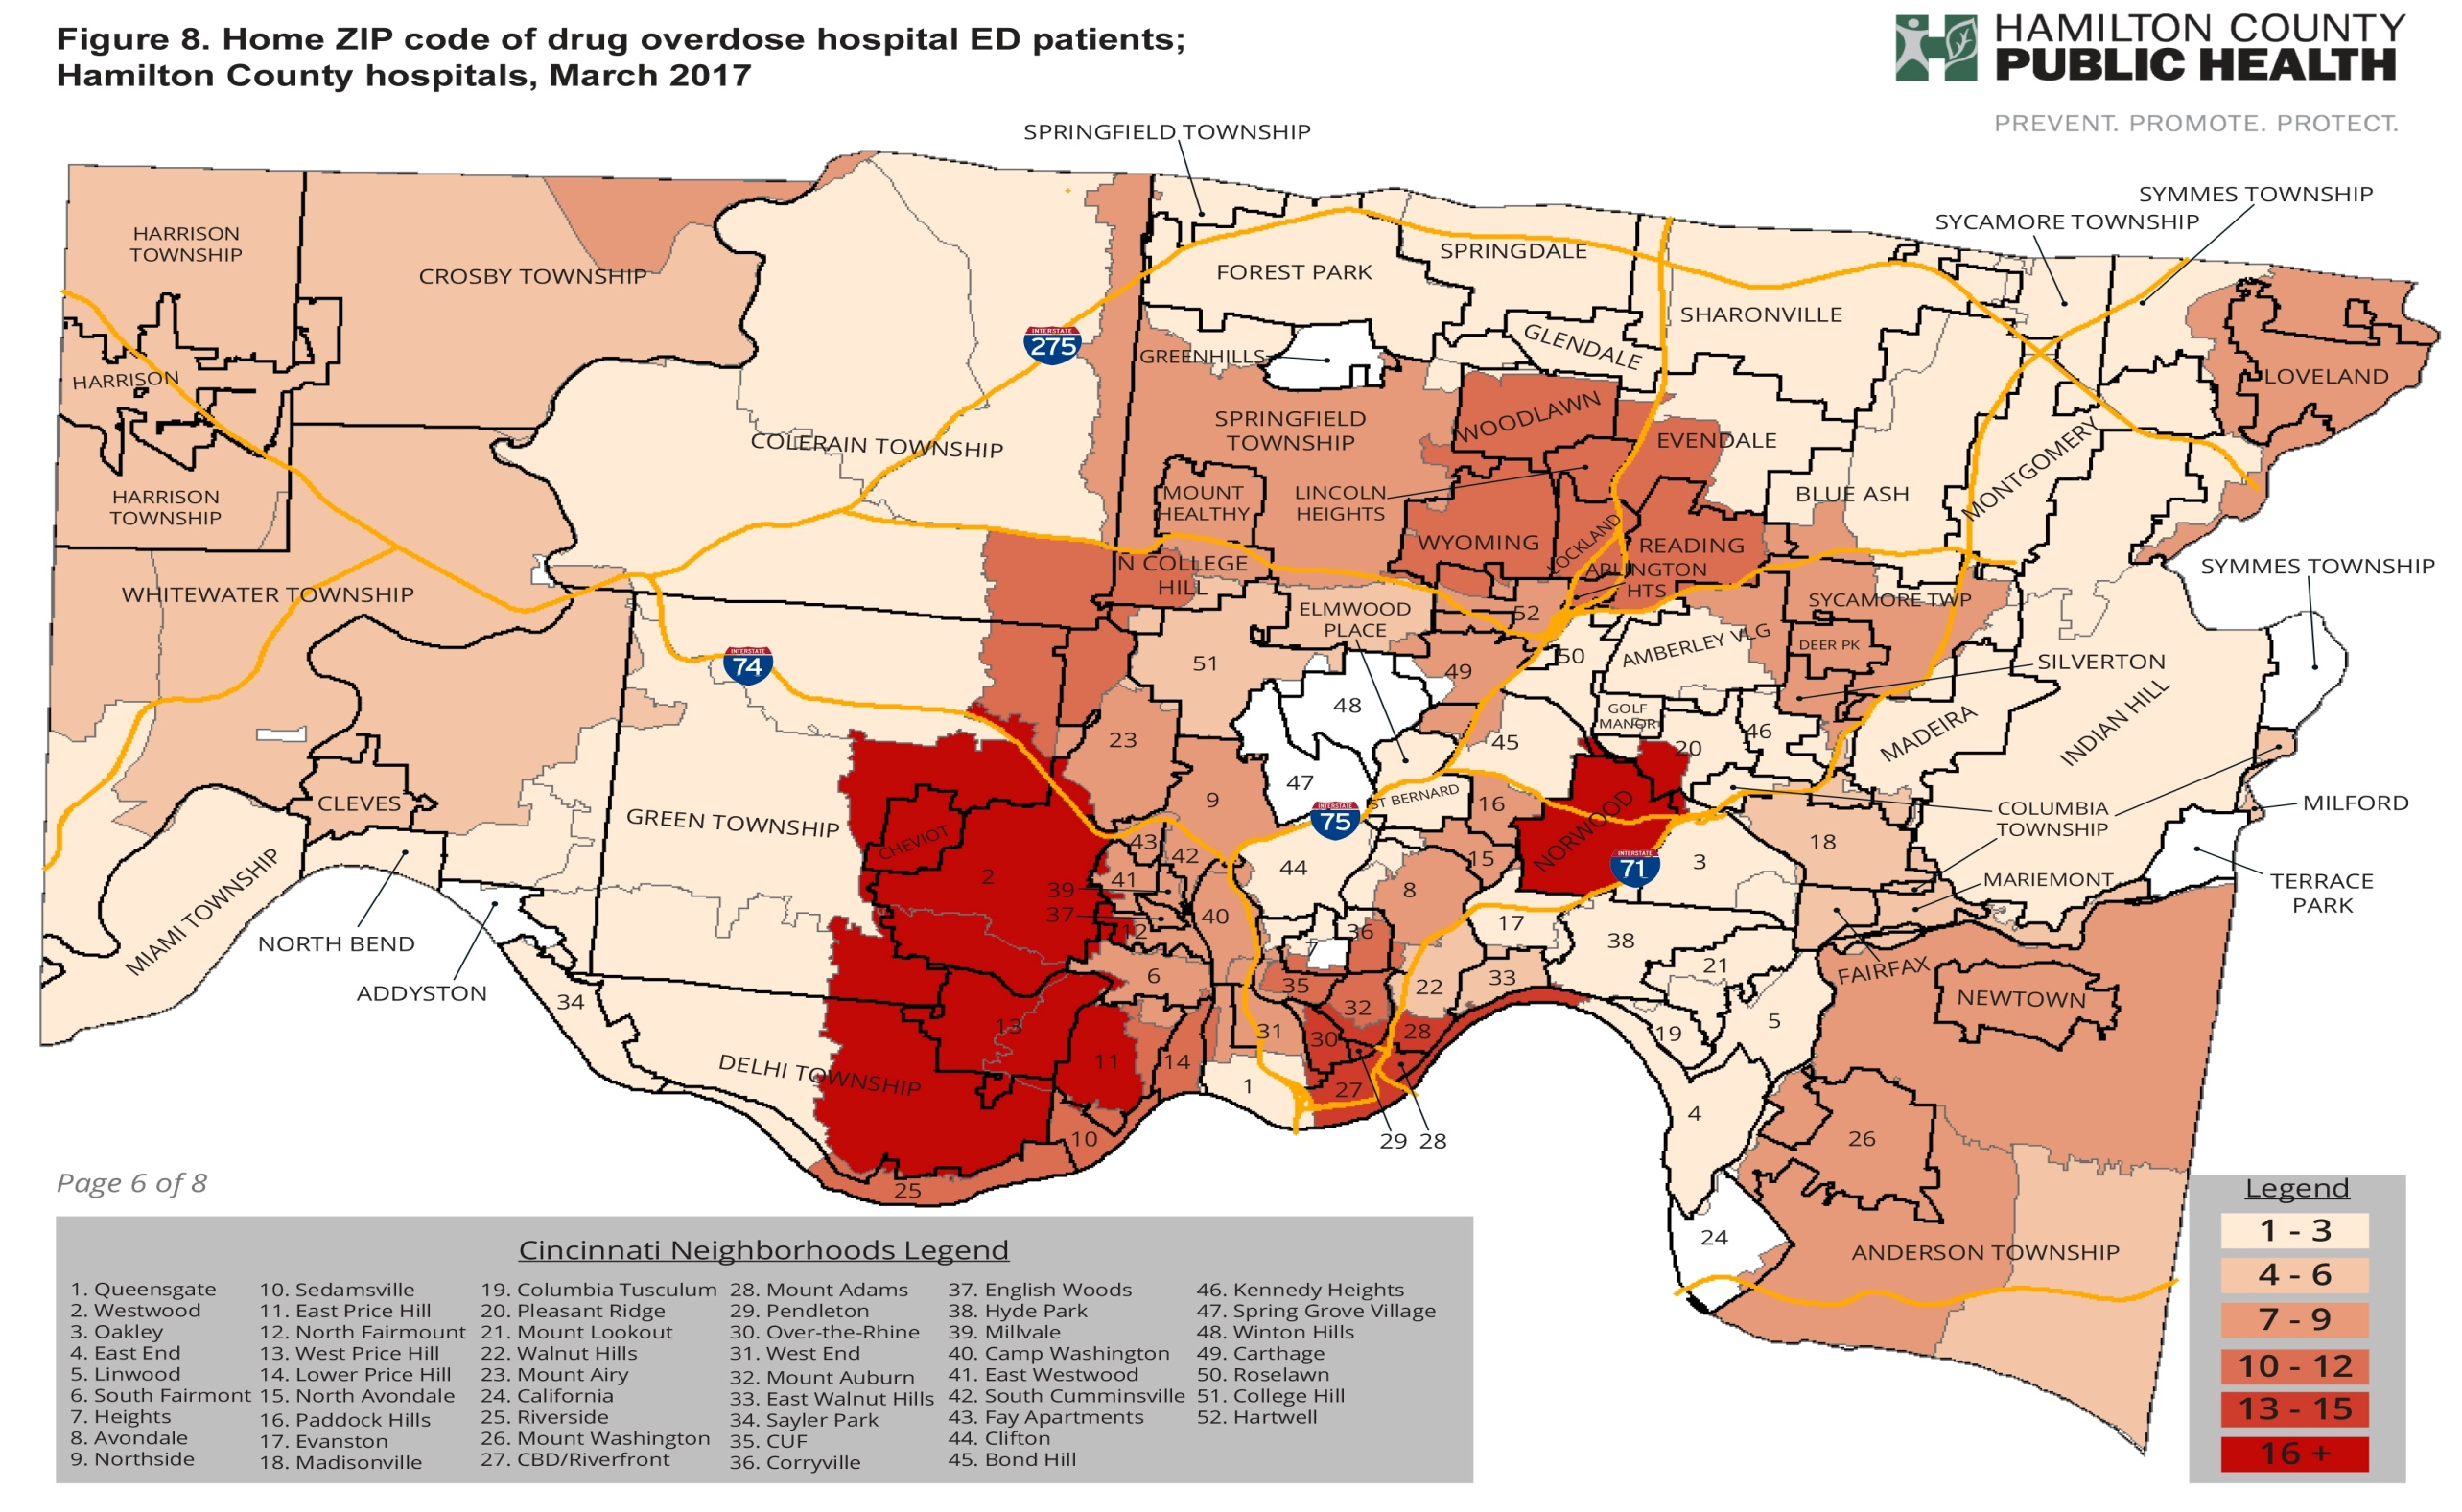 Figure 8. Home ZIP code of drug overdose hospital ED patients;
Hamilton County hospitals, March 2017
HAMILTON COUNTY
PUBLIC HEALTH
PREVENT. PROMOTE. PROTECT.
SPRINGFIELD TOWNSHIP
SYMMES TOWNSHIP
SYCAMORE TOWNSHIP
HARRISON
TOWNSHIP
CROSBY TOWNSHIP
FOREST PARK
SPRINGDALE
SHARONVILLE
INTERSTATE
275
GREENHILLS
GLENDALE
HARRISON
LOVELAND
SPRINGFIELD
TOWNSHIP
WOODLAWN
EVENDALE
COLERAIN TOWNSHIP
MONTGOMERY
HARRISON
TOWNSHIP
MOUNT
HEALTHY
LINCOLN
HEIGHTS
BLUE ASH
WYOMING
LOCKLAND
READING
N COLLEGE
HILL
ARLINGTON
HTS
SYMMES TOWNSHIP
WHITEWATER TOWNSHIP
ELMWOOD
PLACE
52
SYCAMORE TWP
AMBERLEY VLG
DEER PK
INTERSTATE
74
51
49
50
SILVERTON
48
GOLF
MANOR
INDIAN HILL
23
45
20
46
MADEIRA
47
CLEVES
9
ST BERNARD
16
COLUMBIA
TOWNSHIP
MILFORD
GREEN TOWNSHIP
INTERSTATE
75
NORWOOD
CHEVIOT
43
42
15
18
INTERSTATE
71
3
2
44
41
39
8
MARIEMONT
TERRACE
PARK
MIAMI TOWNSHIP
37
40
12
36
17
NORTH BEND
7
38
21
FAIRFAX
ADDYSTON
6
35
22
33
NEWTOWN
34
32
13
31
30
28
19
5
11
14
DELHI TOWNSHIP
1
27
4
10
29
28
26
25
24
ANDERSON TOWNSHIP
Page 6 of 8
Cincinnati Neighborhoods Legend
1. Queensgate
2. Westwood
3. Oakley
4. East End
5. Linwood
6. South Fairmont
7. Heights
8. Avondale
9. Northside
10. Sedamsville
11. East Price Hill
12. North Fairmount
13. West Price Hill
14. Lower Price Hill
15. North Avondale
16. Paddock Hills
17. Evanston
18. Madisonville
19. Columbia Tusculum
20. Pleasant Ridge
21. Mount Lookout
22. Walnut Hills
23. Mount Airy
24. California
25. Riverside
26. Mount Washington
27. CBD/Riverfront
28. Mount Adams
29. Pendleton
30. Over-the-Rhine
31. West End
32. Mount Auburn
33. East Walnut Hills
34. Sayler Park
35. CUF
36. Corryville
37. English Woods
38. Hyde Park
39. Millvale
40. Camp Washington
41. East Westwood
42. South Cumminsville
43. Fay Apartments
44. Clifton
45. Bond Hill
46. Kennedy Heights
47. Spring Grove Village
48. Winton Hills
49. Carthage
50. Roselawn
51. College Hill
52. Hartwell
Legend
1 - 3
4 - 6
7 - 9
10 - 12
13 - 15
16 +